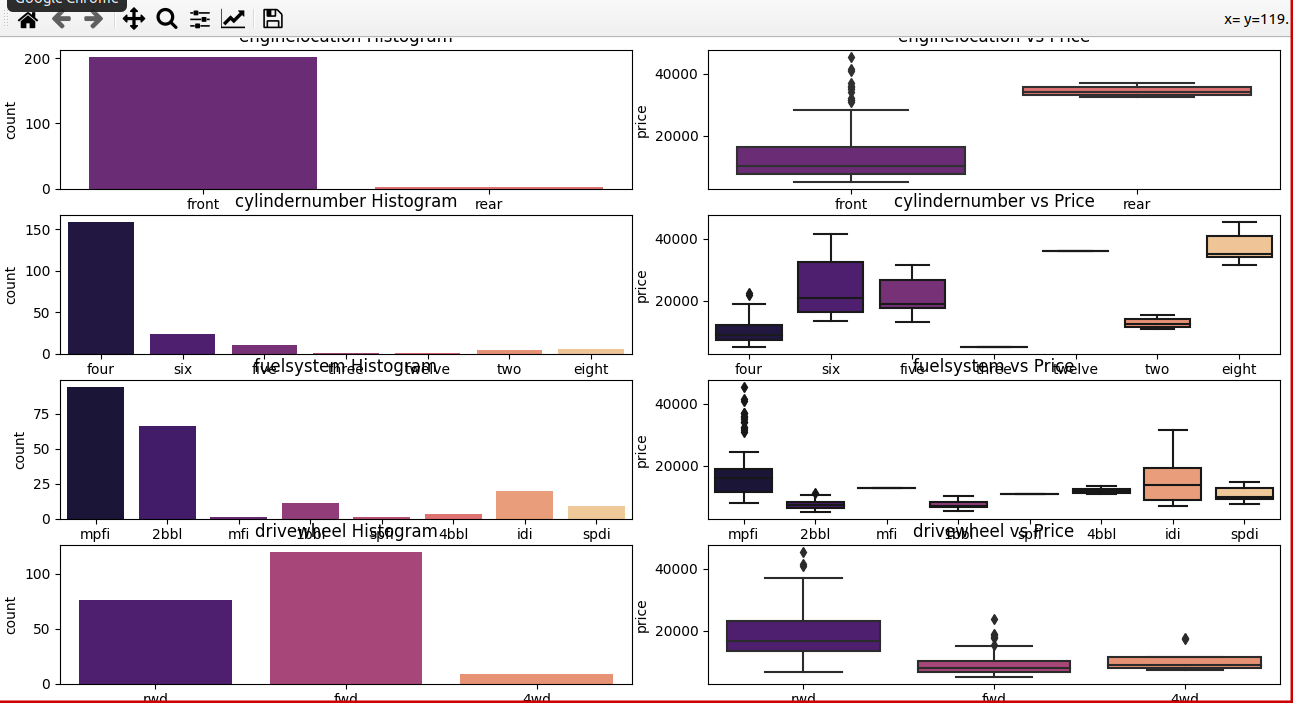 Google Chrome
x= y=119.
enginelocation Histogram
enginelocation vs Price
200
100
0
count
front
rear
40000
20000
price
front
rear
cylindernumber Histogram
cylindernumber vs Price
150
100
50
0
count
four
six
five
three
twelve
two
eight
40000
20000
price
four
six
five
three
twelve
two
eight
fuelsystem Histogram
fuelsystem vs Price
75
50
25
0
count
mpfi
2bbl
mfi
1bbl
spfi
4bbl
idi
spdi
40000
20000
price
mpfi
2bbl
mfi
1bbl
spfi
4bbl
idi
spdi
drivewheel Histogram
drivewheel vs Price
100
50
0
count
rwd
fwd
4wd
40000
20000
price
rwd
fwd
4wd